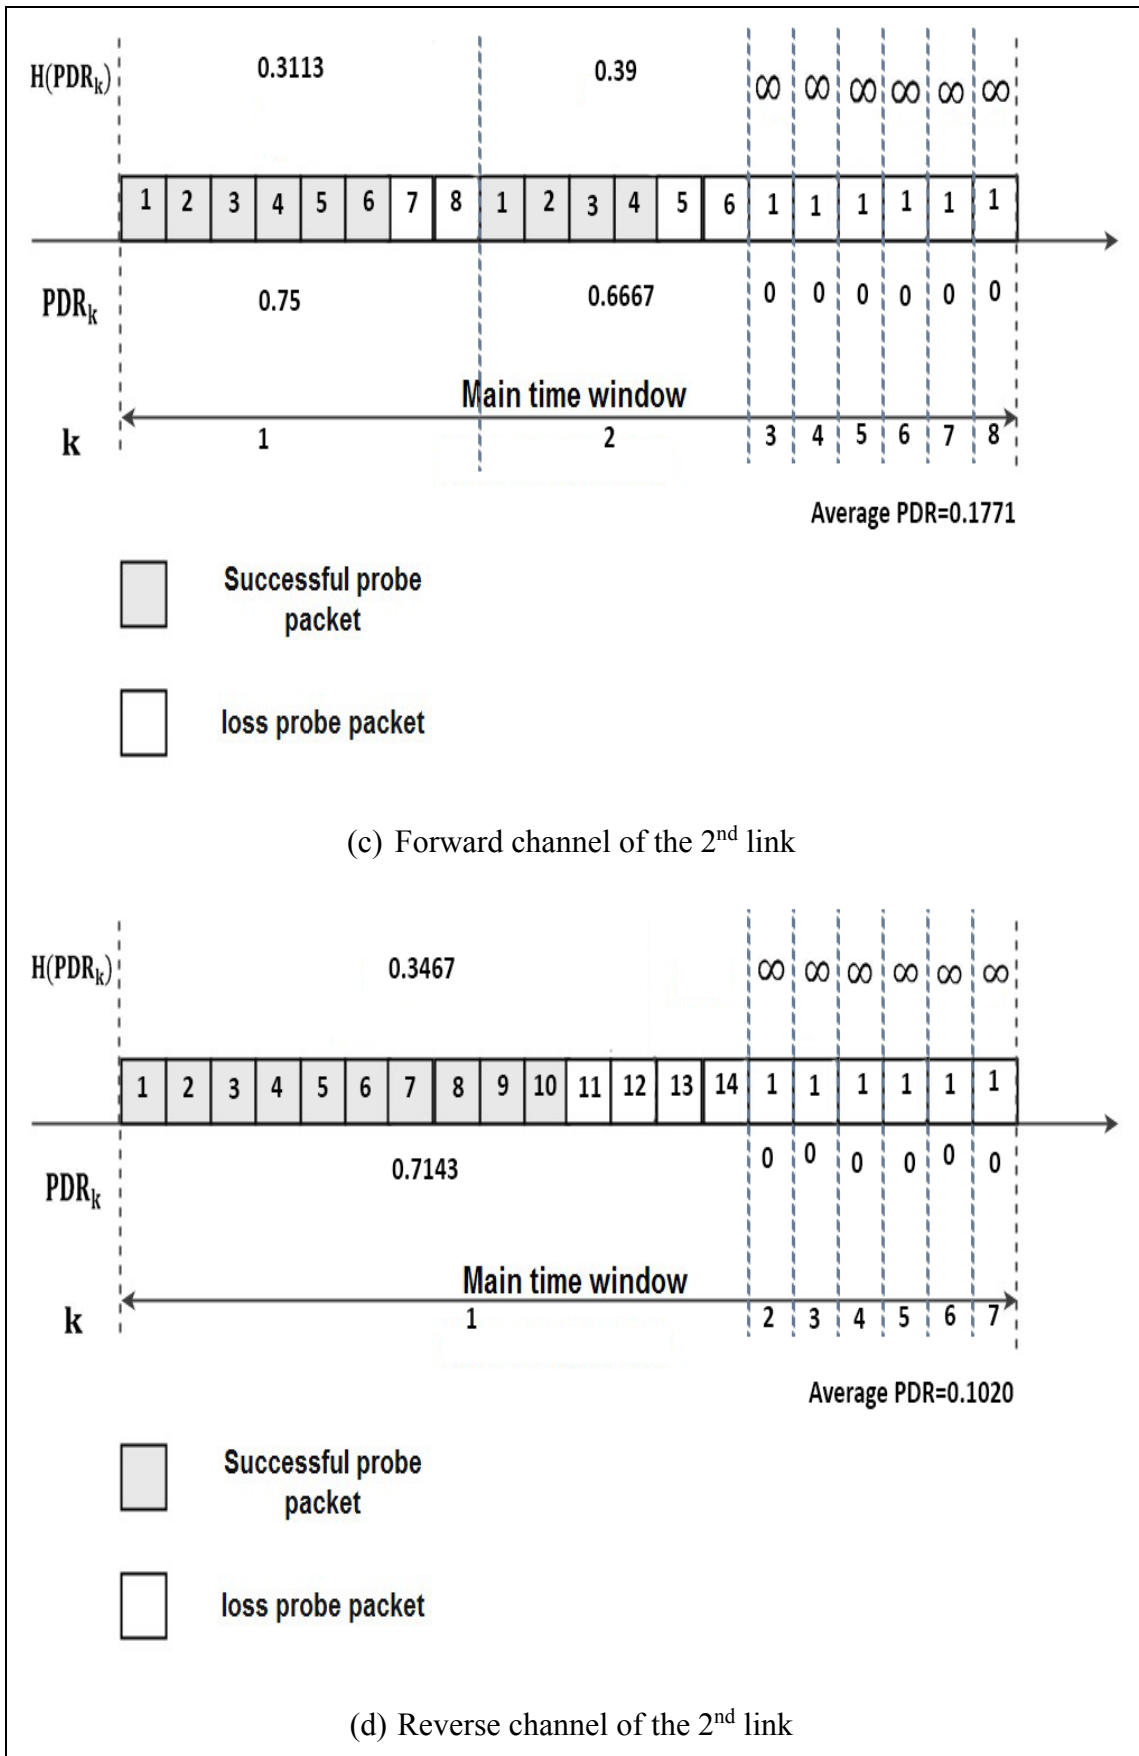 H(PDRk) 0.3113 0.39 ∞ ∞ ∞ ∞ ∞ ∞
1 2 3 4 5 6 7 8 1 2 3 4 5 6 1 1 1 1 1 1
PDRk 0.75 0.6667 0 0 0 0 0 0
Main time window
k 1 2 3 4 5 6 7 8
Average PDR=0.1771
Successful probe
packet
loss probe packet
(c) Forward channel of the 2nd link
H(PDRk) 0.3467 ∞ ∞ ∞ ∞ ∞ ∞
1 2 3 4 5 6 7 8 9 10 11 12 13 14 1 1 1 1 1 1
PDRk 0.7143 0 0 0 0 0 0
Main time window
k 1 2 3 4 5 6 7
Average PDR=0.1020
Successful probe
packet
loss probe packet
(d) Reverse channel of the 2nd link